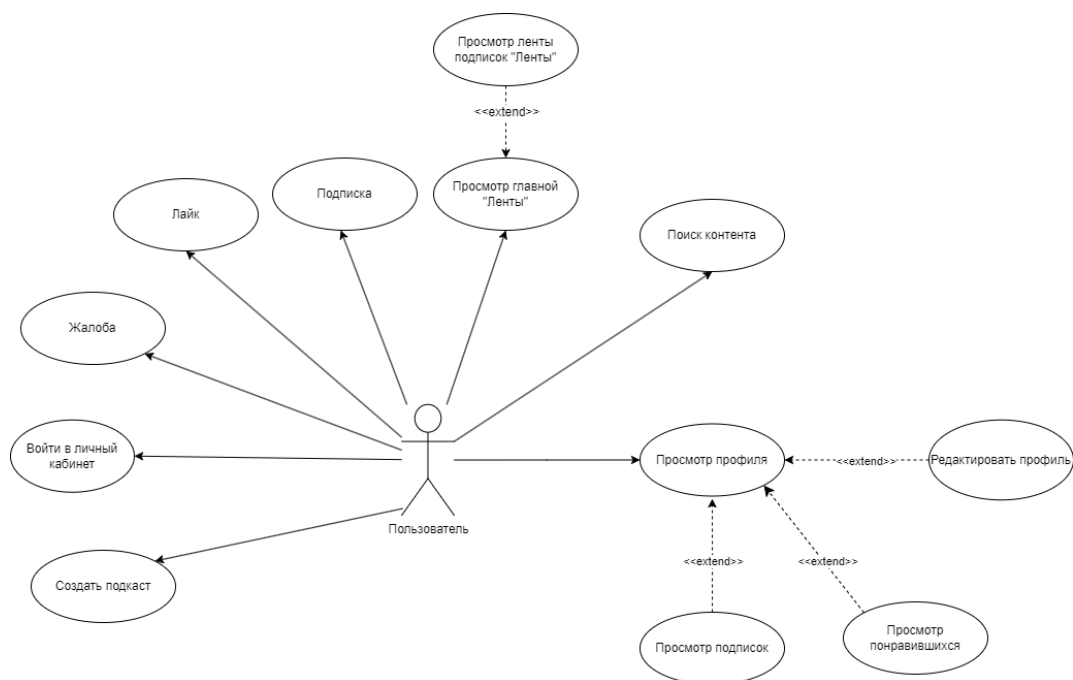 Просмотр ленты
подписок "Ленты"
<<extend>>
Просмотр главной
"Ленты"
Подписка
Лайк
Поиск контента
Жалоба
Войти в личный
кабинет
Просмотр профиля
<<extend>>
Редактировать профиль
Пользователь
Создать подкаст
<<extend>>
<<extend>>
Просмотр подписок
Просмотр
понравившихся